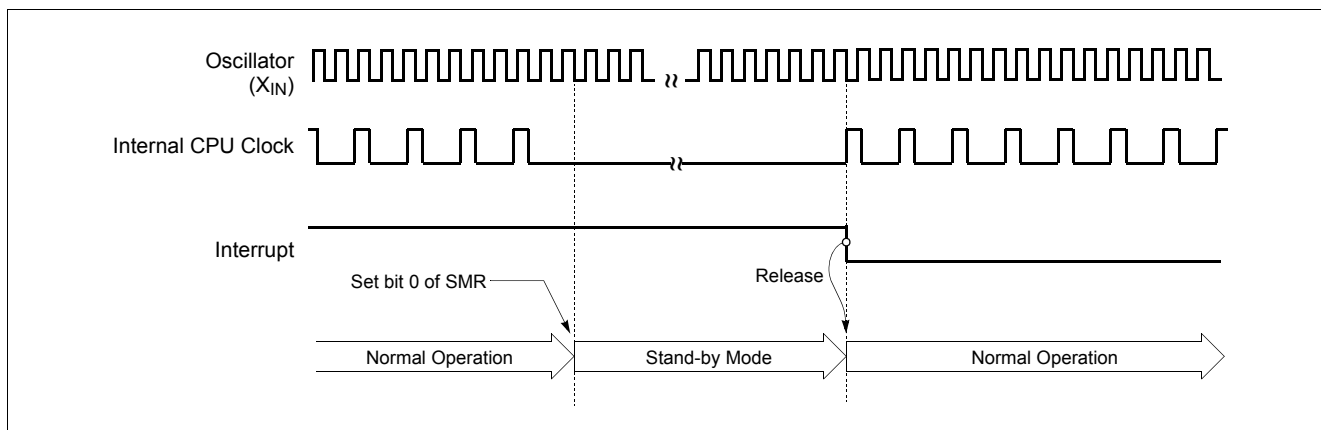 Oscillator
(XIN)
Internal CPU Clock
Interrupt
Set bit 0 of SMR
Release
Normal Operation
Stand-by Mode
Normal Operation